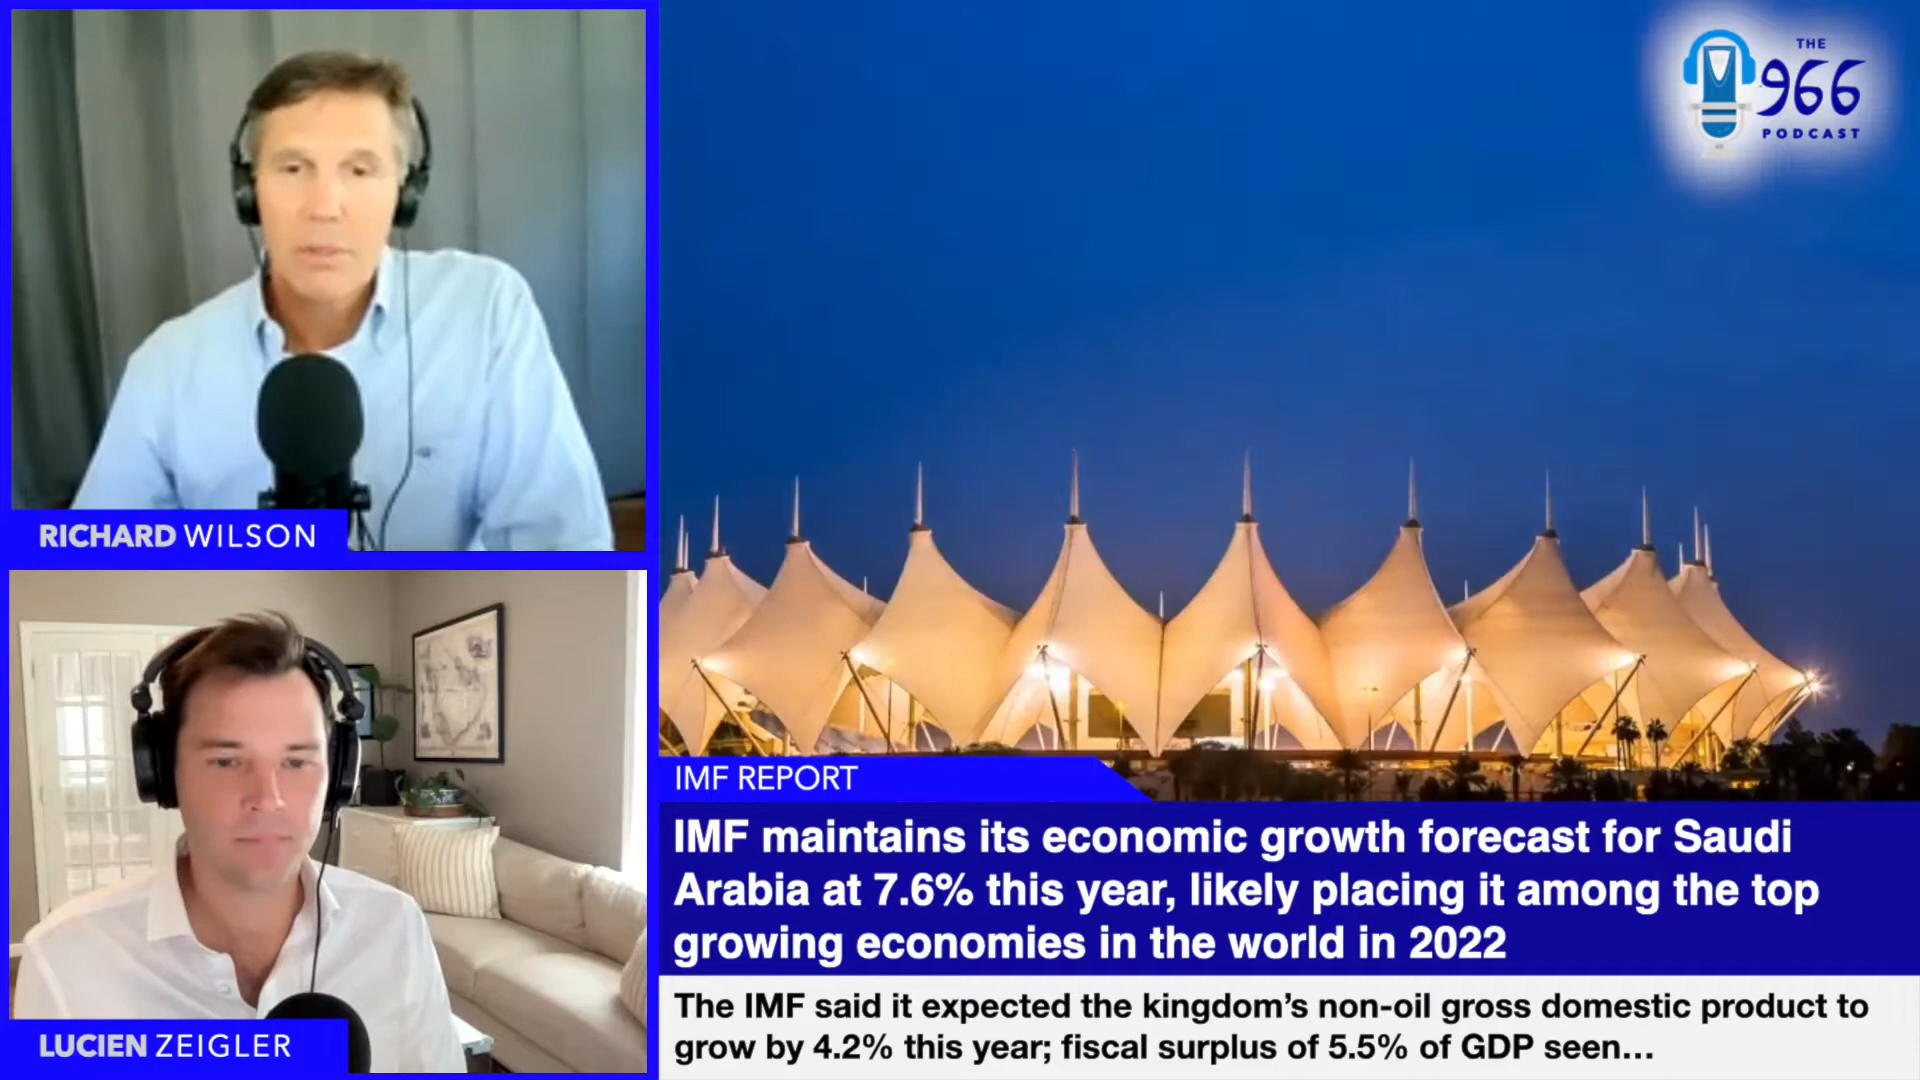 THE
966
PODCAST
RICHARD WILSON
LUCIEN ZEIGLER
IMF REPORT
IMF maintains its economic growth forecast for Saudi
Arabia at 7.6% this year, likely placing it among the top
growing economies in the world in 2022
The IMF said it expected the kingdom’s non-oil gross domestic product to
grow by 4.2% this year; fiscal surplus of 5.5% of GDP seen...